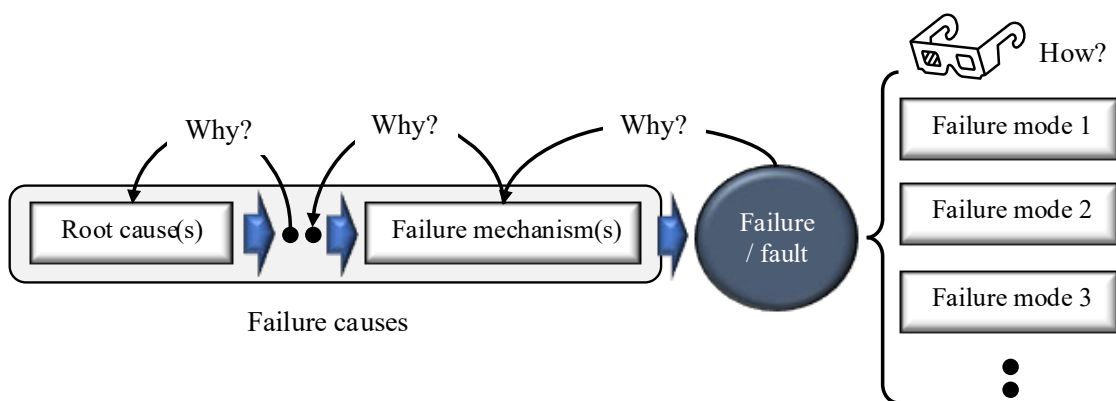 How?
Failure mode 1
Why?
Why?
Why?
Failure mode 2
Root cause(s)
Failure mechanism(s)
Failure
/ fault
Failure mode 3
Failure causes